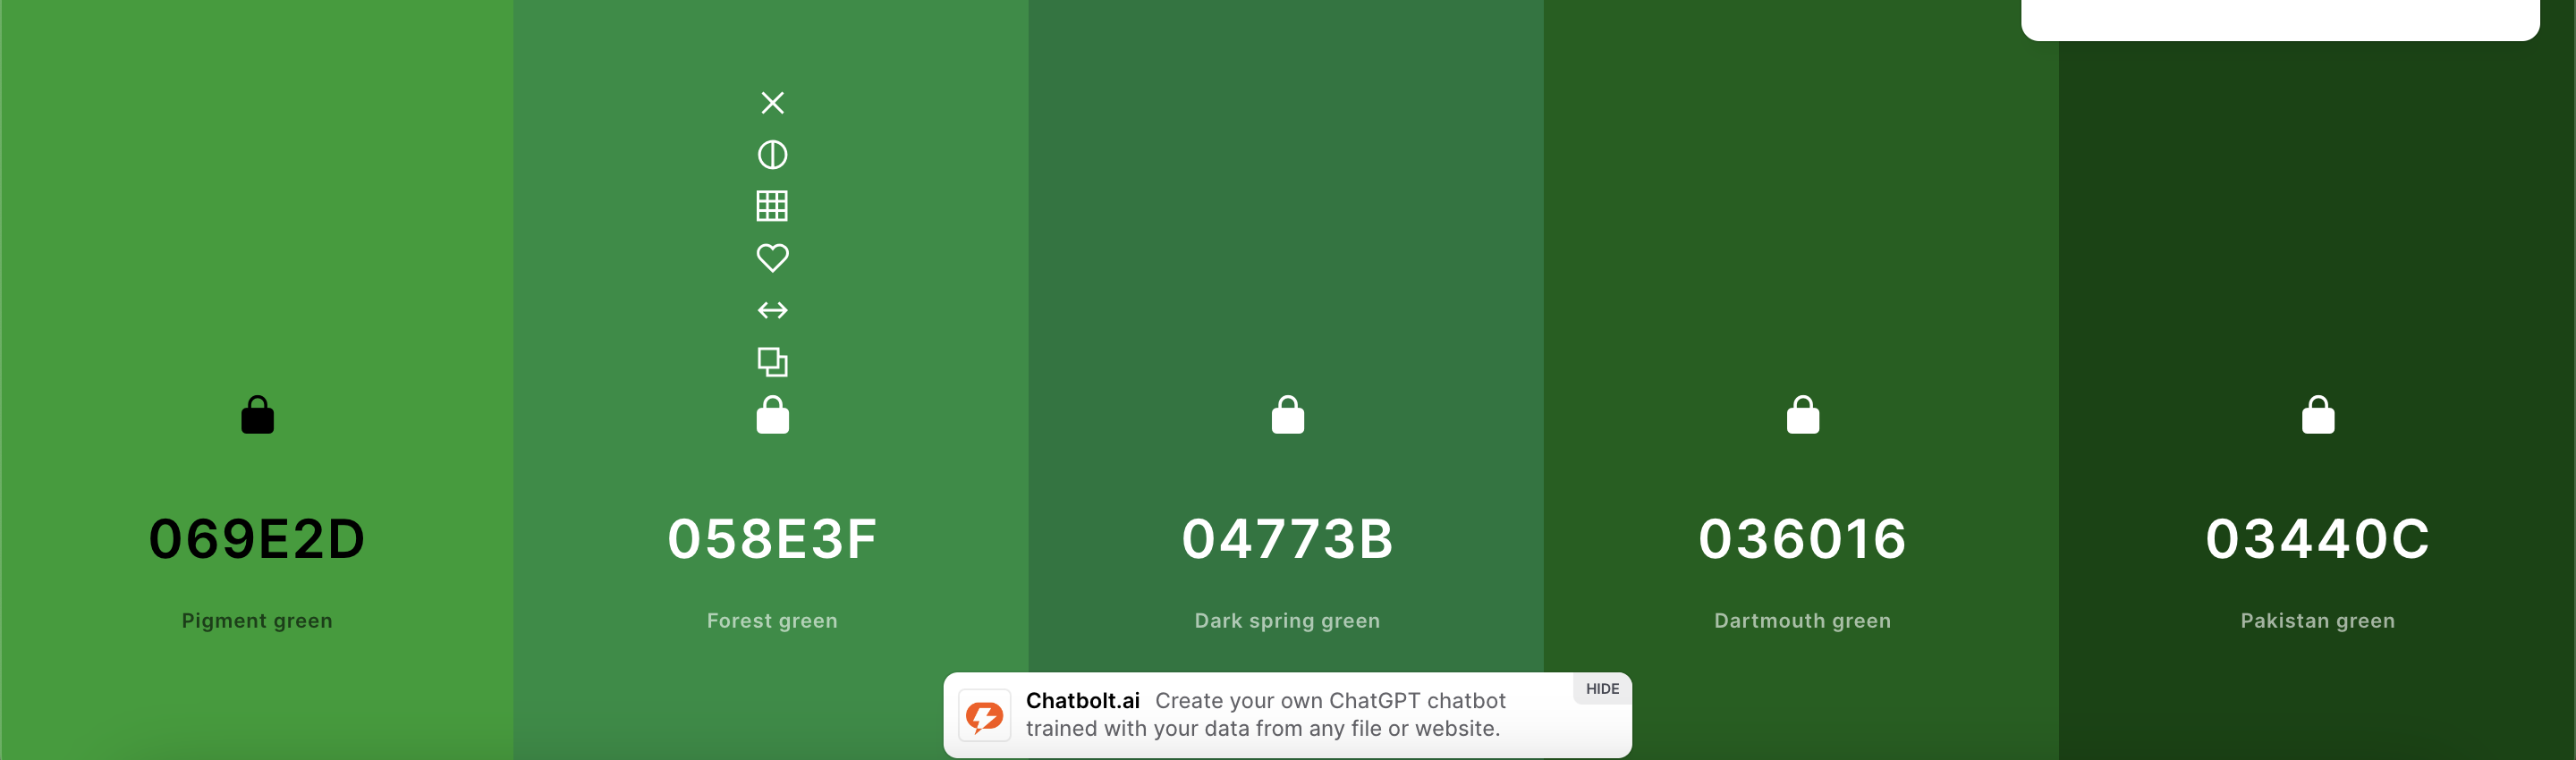 069E2D
Pigment green
058E3F
Forest green
04773B
Dark spring green
036016
Dartmouth green
03440C
Pakistan green
Chatbolt.ai Create your own ChatGPT chatbot
trained with your data from any file or website.
HIDE